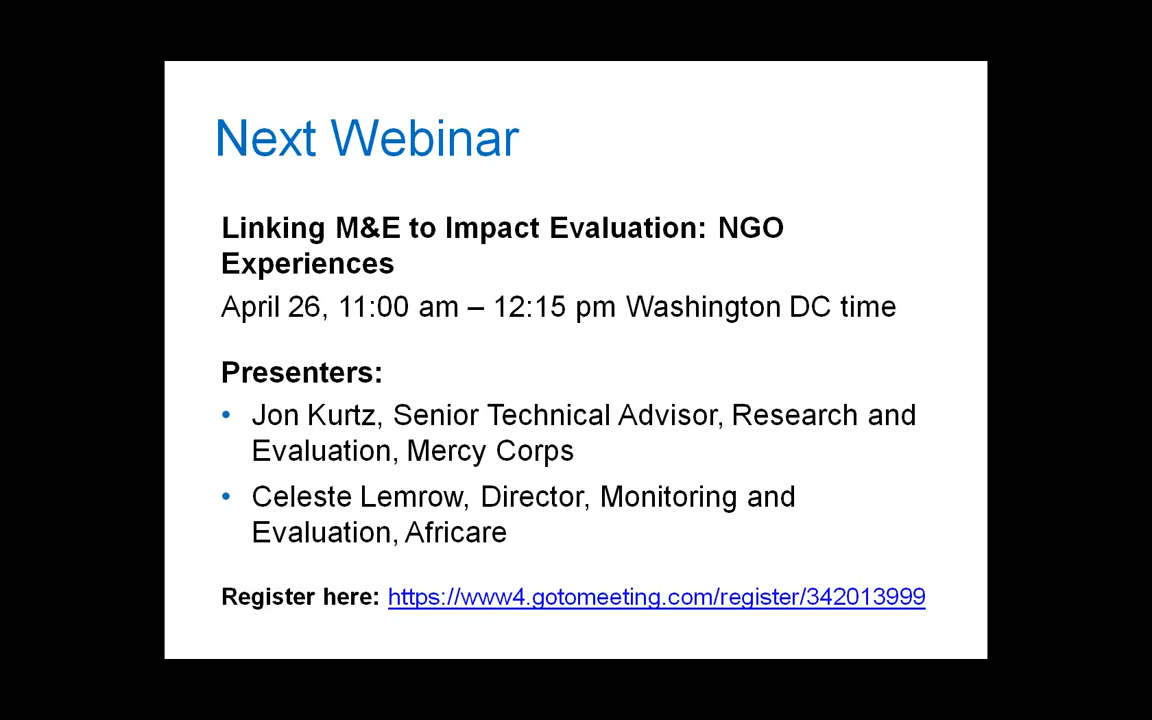 Next Webinar
Linking M&E to Impact Evaluation: NGO
Experiences
April 26, 11:00 am – 12:15 pm Washington DC time
Presenters:
• Jon Kurtz, Senior Technical Advisor, Research and
Evaluation, Mercy Corps
• Celeste Lemrow, Director, Monitoring and
Evaluation, Africare
Register here: https://www4.gotomeeting.com/register/342013999